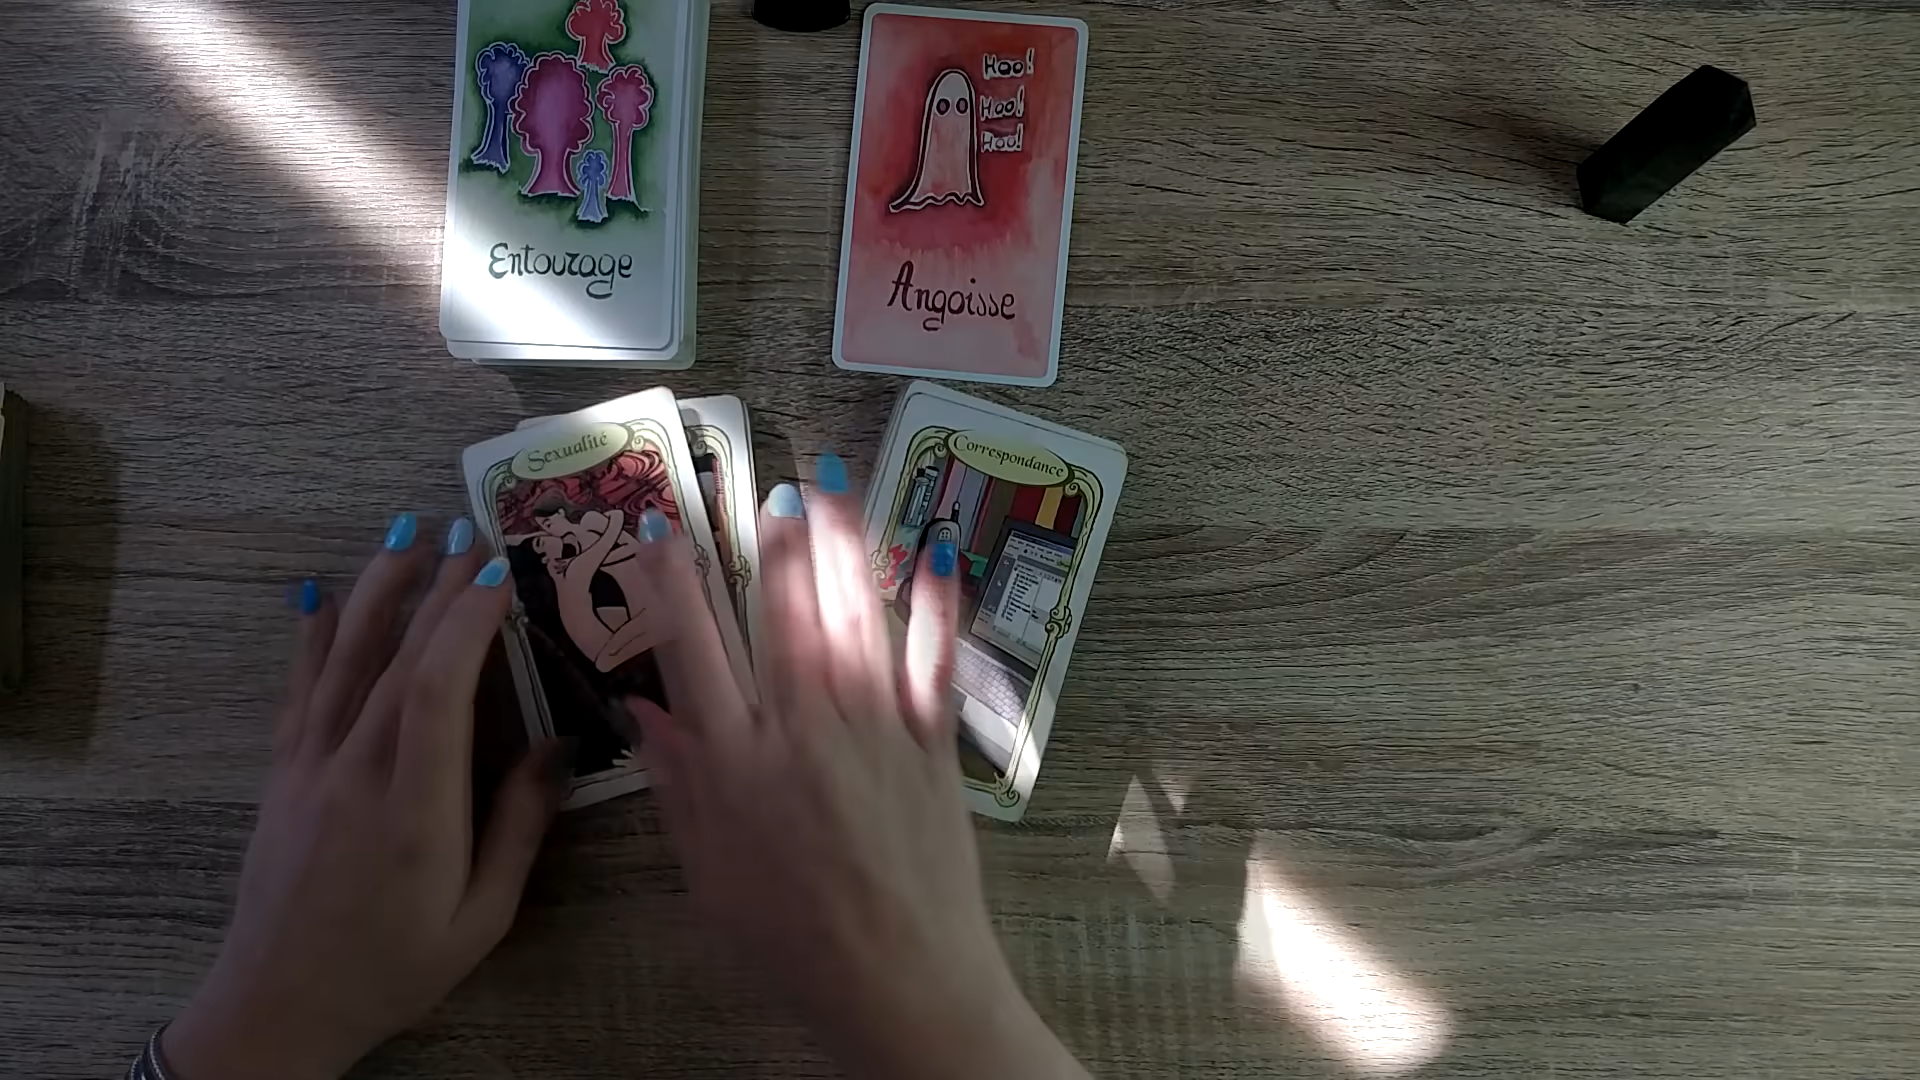 Hoo!
Hoo!
Hoo!
Entourage
Angoisse
Sexualité
Correspondance